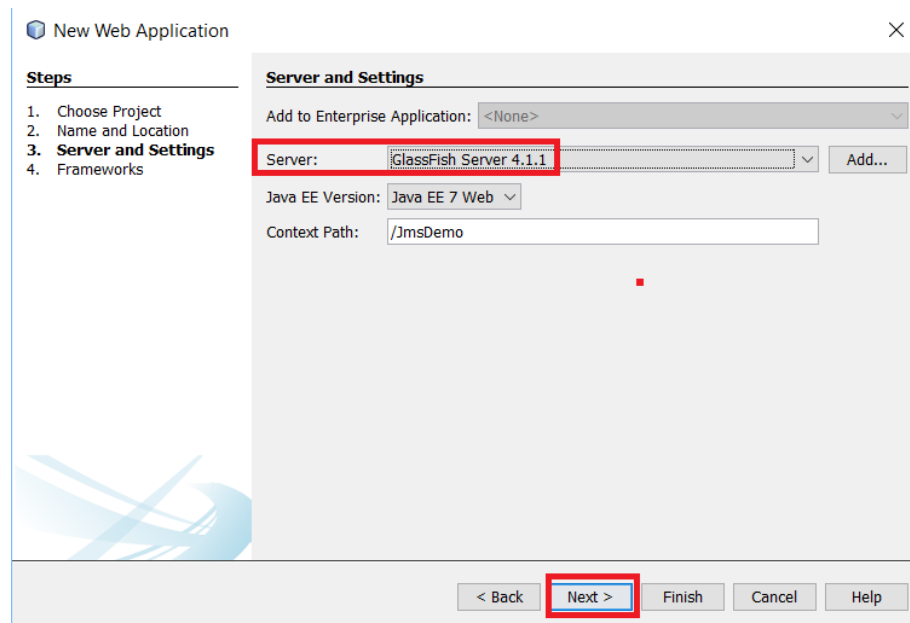 New Web Application
Steps
1. Choose Project
2. Name and Location
3. Server and Settings
4. Frameworks
Server and Settings
Add to Enterprise Application: <None>
Server: GlassFish Server 4.1.1 Add...
Java EE Version: Java EE 7 Web
Context Path: /JmsDemo
< Back Next > Finish Cancel Help